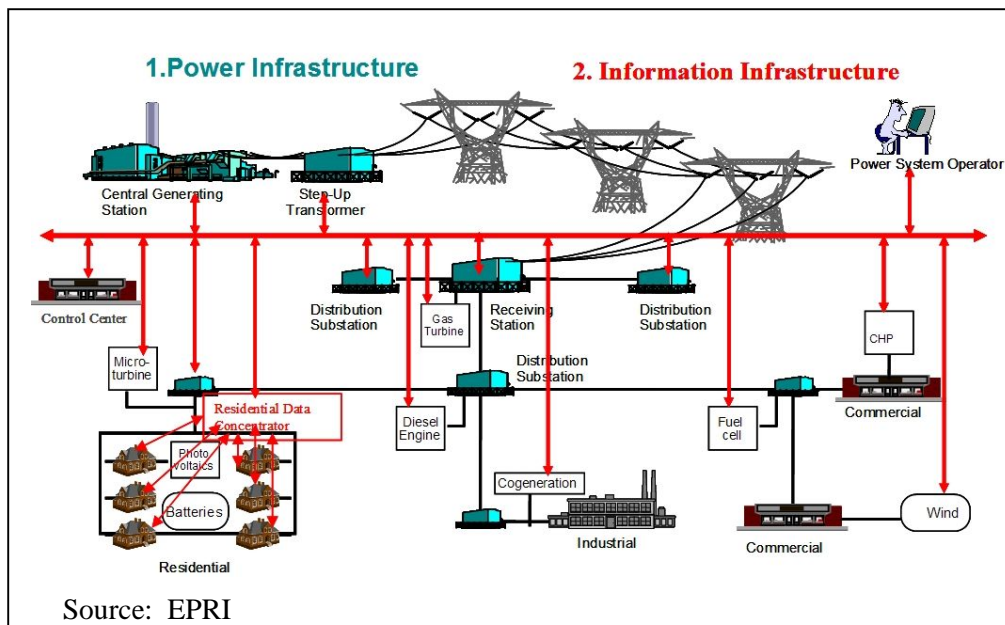 1.Power Infrastructure
2. Information Infrastructure
Central Generating
Station
Step-Up
Transformer
Power System Operator
Control Center
Distribution
Substation
Gas
Turbine
Receiving
Station
Distribution
Substation
CHP
Micro-
turbine
Distribution
Substation
Commercial
Residential Data
Concentrator
Diesel
Engine
Fuel
cell
Photo
voltaics
Batteries
Cogeneration
Industrial
Commercial
Wind
Residential
Source: EPRI